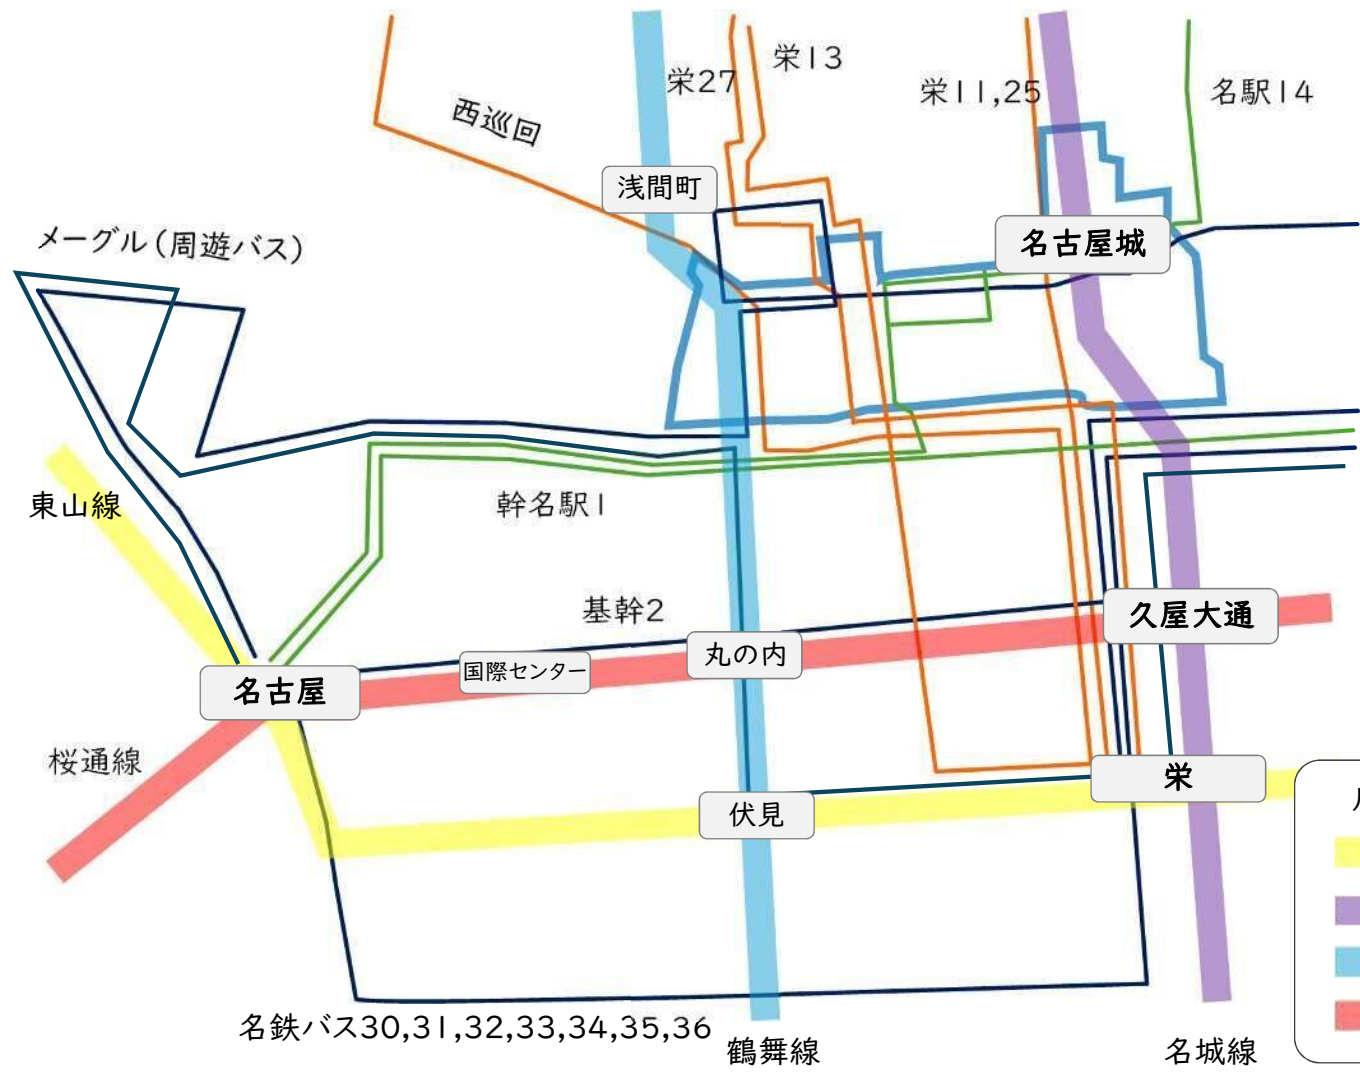 栄13
栄27
栄11,25
名駅14
西巡回
浅間町
メーグル(周遊バス)
名古屋城
東山線
幹名駅1
基幹2
久屋大通
丸の内
国際センター
名古屋
桜通線
栄
伏見
名鉄バス30,31,32,33,34,35,36
鶴舞線
名城線